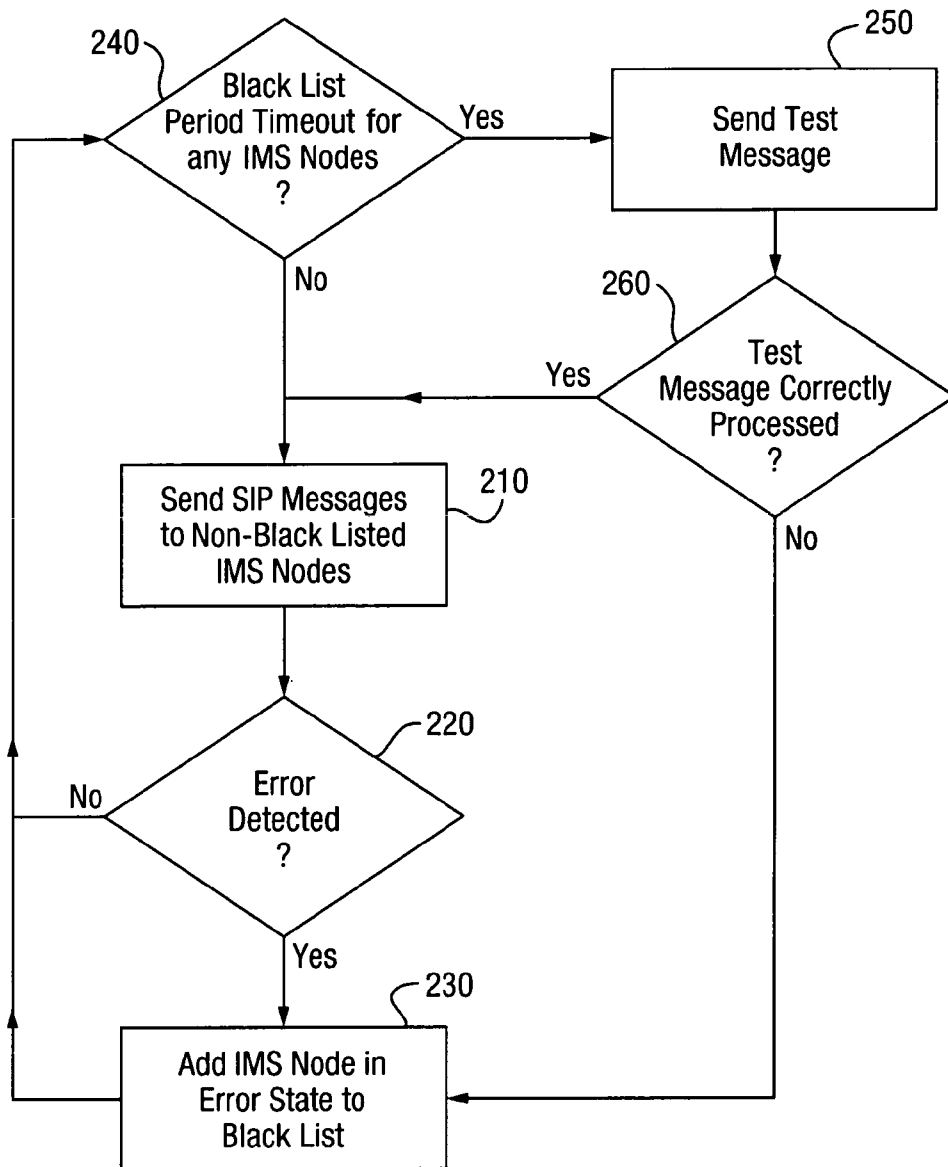 240
Black List
Period Timeout for
any IMS Nodes
?
Yes
No
250
Send Test
Message
260
Test
Message Correctly
Processed
?
Yes
No
210
Send SIP Messages
to Non-Black Listed
IMS Nodes
220
Error
Detected
?
No
Yes
230
Add IMS Node in
Error State to
Black List